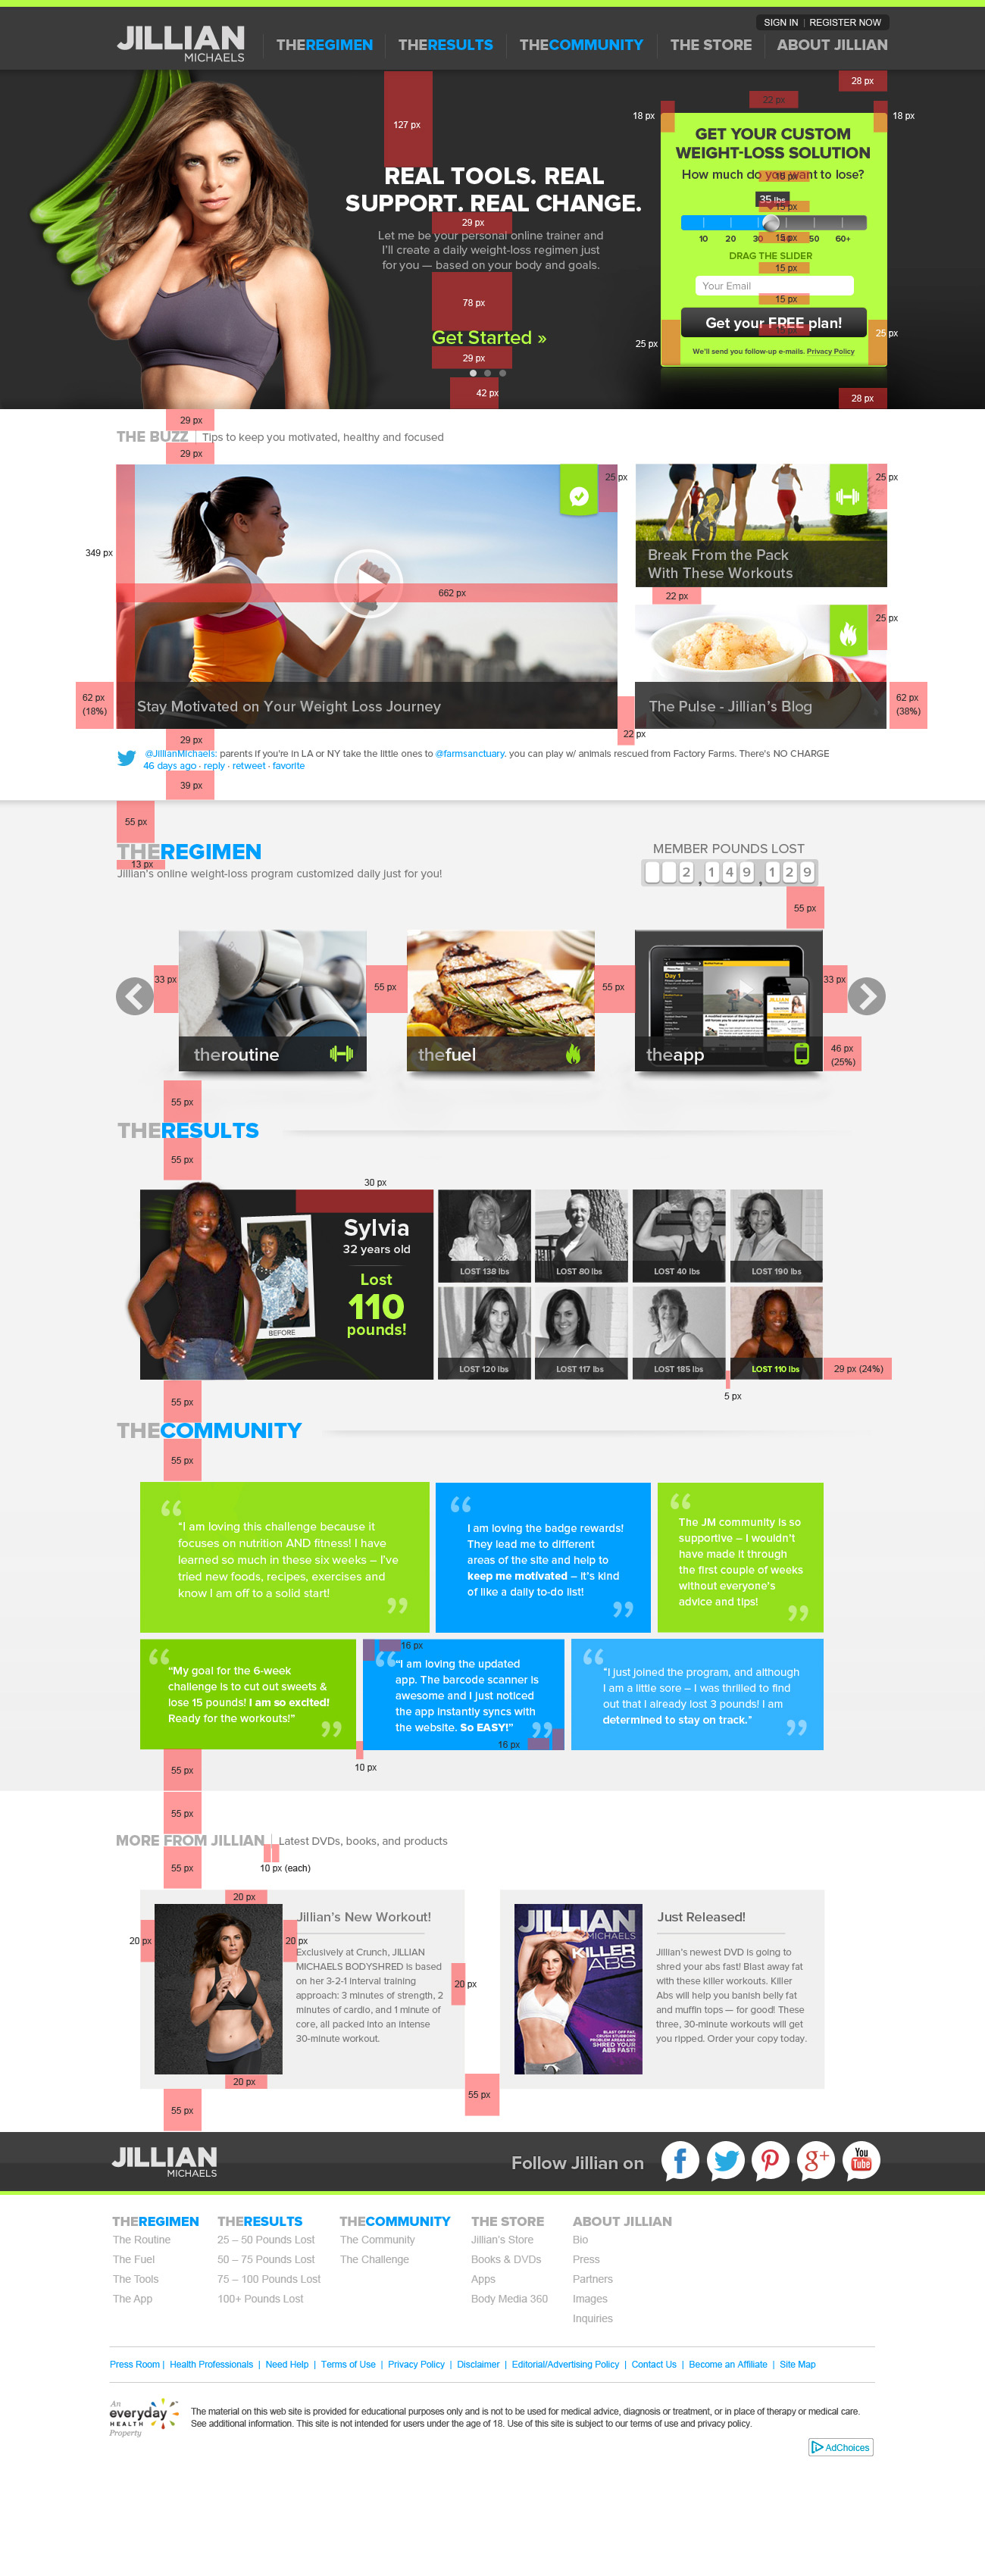 SIGN IN | REGISTER NOW
JILLIAN
MICHAELS
THEREGIMEN
THERESULTS
THECOMMUNITY
THE STORE
ABOUT JILLIAN
28 px
22 px
18 px
18 px
127 px
GET YOUR CUSTOM
WEIGHT-LOSS SOLUTION
How much do you want to lose?
15 px
35 lbs
15 px
10 20 30 50 60+
15 px
DRAG THE SLIDER
15 px
Your Email
15 px
Get your FREE plan!
25 px
25 px
We'll send you follow-up e-mails. Privacy Policy
28 px
REAL TOOLS. REAL
SUPPORT. REAL CHANGE.
29 px
Let me be your personal online trainer and
I'll create a daily weight-loss regimen just
for you — based on your body and goals.
78 px
Get Started »
29 px
42 px
29 px
THE BUZZ | Tips to keep you motivated, healthy and focused
29 px
25 px
25 px
349 px
662 px
Break From the Pack
With These Workouts
22 px
25 px
62 px
(18%)
Stay Motivated on Your Weight Loss Journey
The Pulse - Jillian's Blog
62 px
(38%)
22 px
29 px
@JillianMichaels: parents if you're in LA or NY take the little ones to @farmsanctuary. you can play w/ animals rescued from Factory Farms. There's NO CHARGE
46 days ago · reply · retweet · favorite
39 px
55 px
THEREGIMEN
13 px
Jillian's online weight-loss program customized daily just for you!
MEMBER POUNDS LOST
2,149,129
55 px
33 px
55 px
55 px
33 px
theroutine
thefuel
theapp
46 px
(25%)
55 px
THERESULTS
55 px
30 px
Sylvia
32 years old
Lost
110
pounds!
BEFORE
LOST 138 lbs
LOST 80 lbs
LOST 40 lbs
LOST 190 lbs
LOST 120 lbs
LOST 117 lbs
LOST 185 lbs
LOST 110 lbs
29 px (24%)
5 px
55 px
THECOMMUNITY
55 px
"I am loving this challenge because it
focuses on nutrition AND fitness! I have
learned so much in these six weeks – I've
tried new foods, recipes, exercises and
know I am off to a solid start!
I am loving the badge rewards!
They lead me to different
areas of the site and help to
keep me motivated – it's kind
of like a daily to-do list!
The JM community is so
supportive – I wouldn't
have made it through
the first couple of weeks
without everyone's
advice and tips!
"My goal for the 6-week
challenge is to cut out sweets &
lose 15 pounds! I am so excited!
Ready for the workouts!"
16 px
"I am loving the updated
app. The barcode scanner is
awesome and I just noticed
the app instantly syncs with
the website. So EASY!"
16 px
"I just joined the program, and although
I am a little sore – I was thrilled to find
out that I already lost 3 pounds! I am
determined to stay on track."
10 px
55 px
55 px
MORE FROM JILLIAN | Latest DVDs, books, and products
55 px
10 px (each)
20 px
20 px
20 px
Jillian's New Workout!
Exclusively at Crunch, JILLIAN
MICHAELS BODYSHRED is based
on her 3-2-1 interval training
approach: 3 minutes of strength, 2
minutes of cardio, and 1 minute of
core, all packed into an intense
30-minute workout.
20 px
20 px
55 px
JILLIAN
MICHAELS
KILLER
ABS
BLAST OFF FAT,
CRUSH STUBBORN
PROBLEM AREAS AND
SHRED YOUR
ABS FAST!
Just Released!
Jillian's newest DVD is going to
shred your abs fast! Blast away fat
with these killer workouts. Killer
Abs will help you banish belly fat
and muffin tops — for good! These
three, 30-minute workouts will get
you ripped. Order your copy today.
55 px
JILLIAN
MICHAELS
Follow Jillian on
You
Tube
THEREGIMEN
The Routine
The Fuel
The Tools
The App
THERESULTS
25 – 50 Pounds Lost
50 – 75 Pounds Lost
75 – 100 Pounds Lost
100+ Pounds Lost
THECOMMUNITY
The Community
The Challenge
THE STORE
Jillian's Store
Books & DVDs
Apps
Body Media 360
ABOUT JILLIAN
Bio
Press
Partners
Images
Inquiries
Press Room | Health Professionals | Need Help | Terms of Use | Privacy Policy | Disclaimer | Editorial/Advertising Policy | Contact Us | Become an Affiliate | Site Map
An
everyday
HEALTH
Property
The material on this web site is provided for educational purposes only and is not to be used for medical advice, diagnosis or treatment, or in place of therapy or medical care.
See additional information. This site is not intended for users under the age of 18. Use of this site is subject to our terms of use and privacy policy.
AdChoices